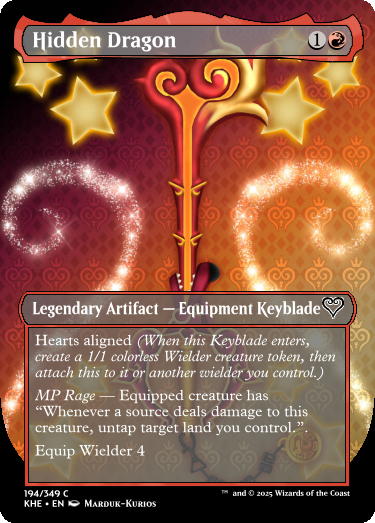 Hidden Dragon 1
Legendary Artifact — Equipment Keyblade
Hearts aligned (When this Keyblade enters,
create a 1/1 colorless Wielder creature token, then
attach this to it or another wielder you control.)
MP Rage — Equipped creature has
“Whenever a source deals damage to this
creature, untap target land you control.”.
Equip Wielder 4
194/349 C
KHE • EN Marduk-Kurios
™ and © 2025 Wizards of the Coast